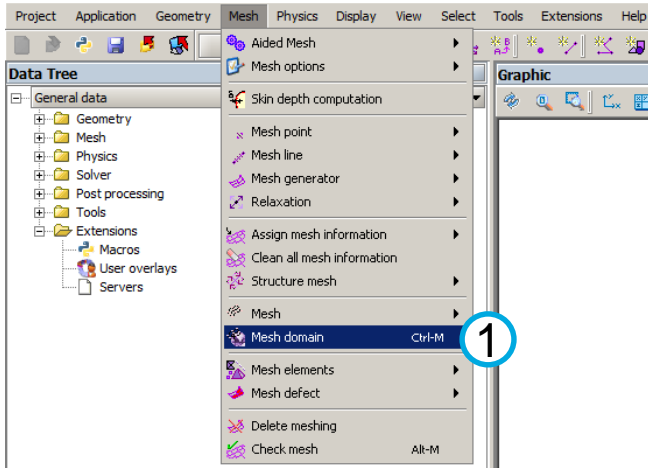 Project Application Geometry Mesh Physics Display View Select Tools Extensions Help
Data Tree
General data
Geometry
Mesh
Physics
Solver
Post processing
Tools
Extensions
Macros
User overlays
Servers
Aided Mesh
Mesh options
Skin depth computation
Mesh point
Mesh line
Mesh generator
Relaxation
Assign mesh information
Clean all mesh information
Structure mesh
Mesh
Mesh domain Ctrl-M
1
Mesh elements
Mesh defect
Delete meshing
Check mesh Alt-M
Graphic